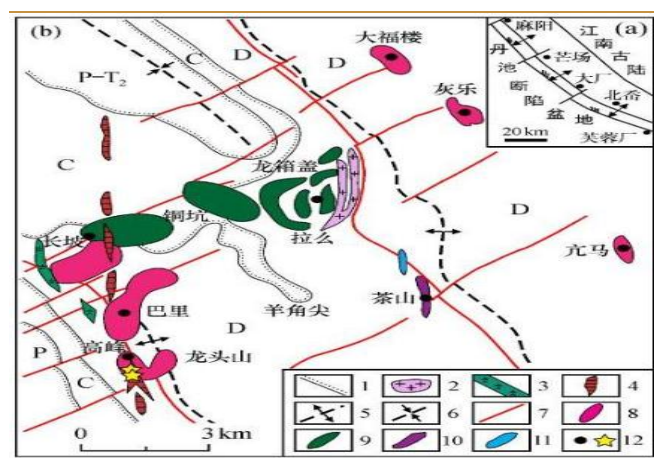 (b)
(a)
麻阳
江
南
古
陆
丹
池
断
陷
盆
地
芒场
大厂
北香
芙蓉厂
20 km
大福楼
灰乐
P-T2
C
D
D
C
龙箱盖
铜坑
长坡
拉么
D
亢马
茶山
巴里
羊角尖
D
高峰
龙头山
P
C
0 3 km
1 2 3 4
5 6 7 8
9 10 11 12